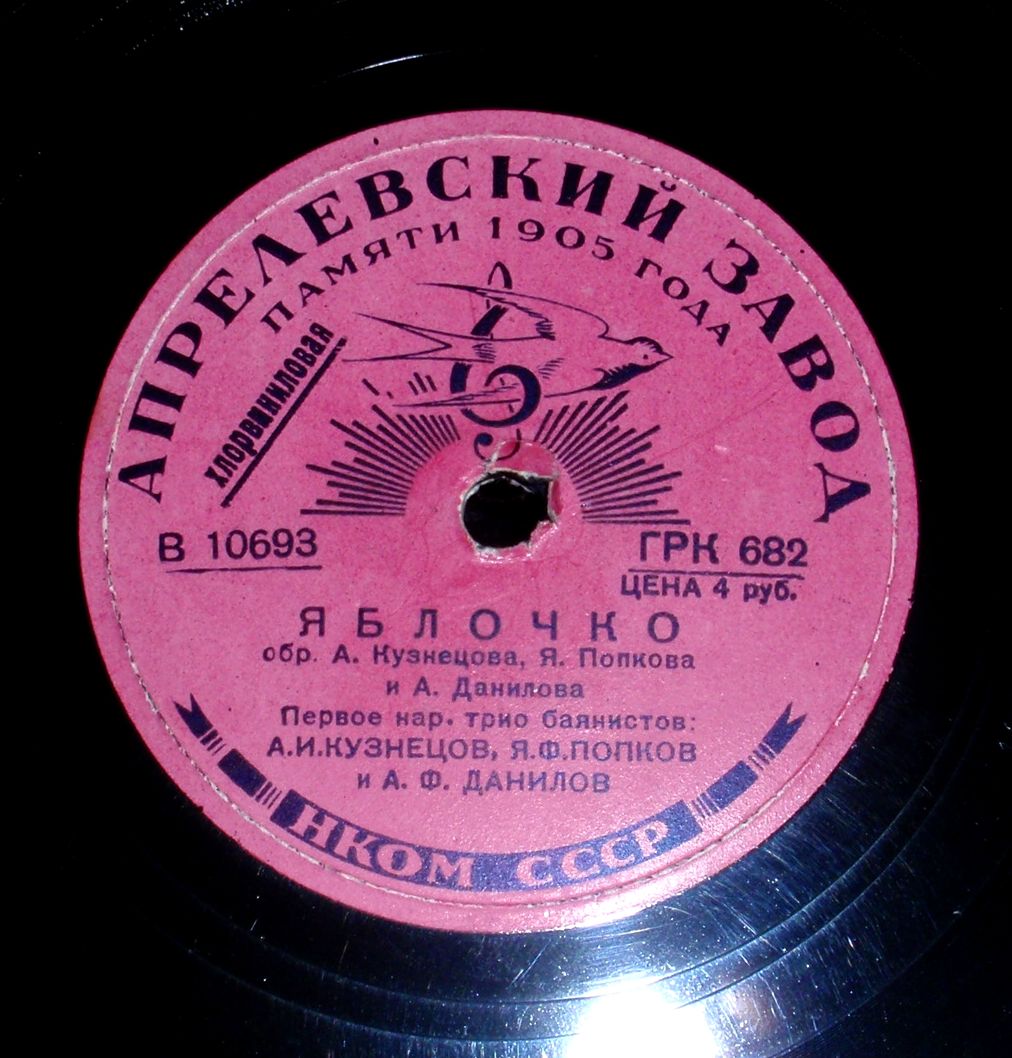 АПРЕЛЕВСКИЙ ЗАВОД
ПАМЯТИ 1905 ГОДА
хлорвиниловая
В 10693
ГРК 682
ЦЕНА 4 руб.
ЯБЛОЧКО
обр. А. Кузнецова, Я. Попкова
и А. Данилова
Первое нар. трио баянистов:
А.И.КУЗНЕЦОВ, Я.Ф.ПОПКОВ
и А. Ф. ДАНИЛОВ
НКОМ СССР